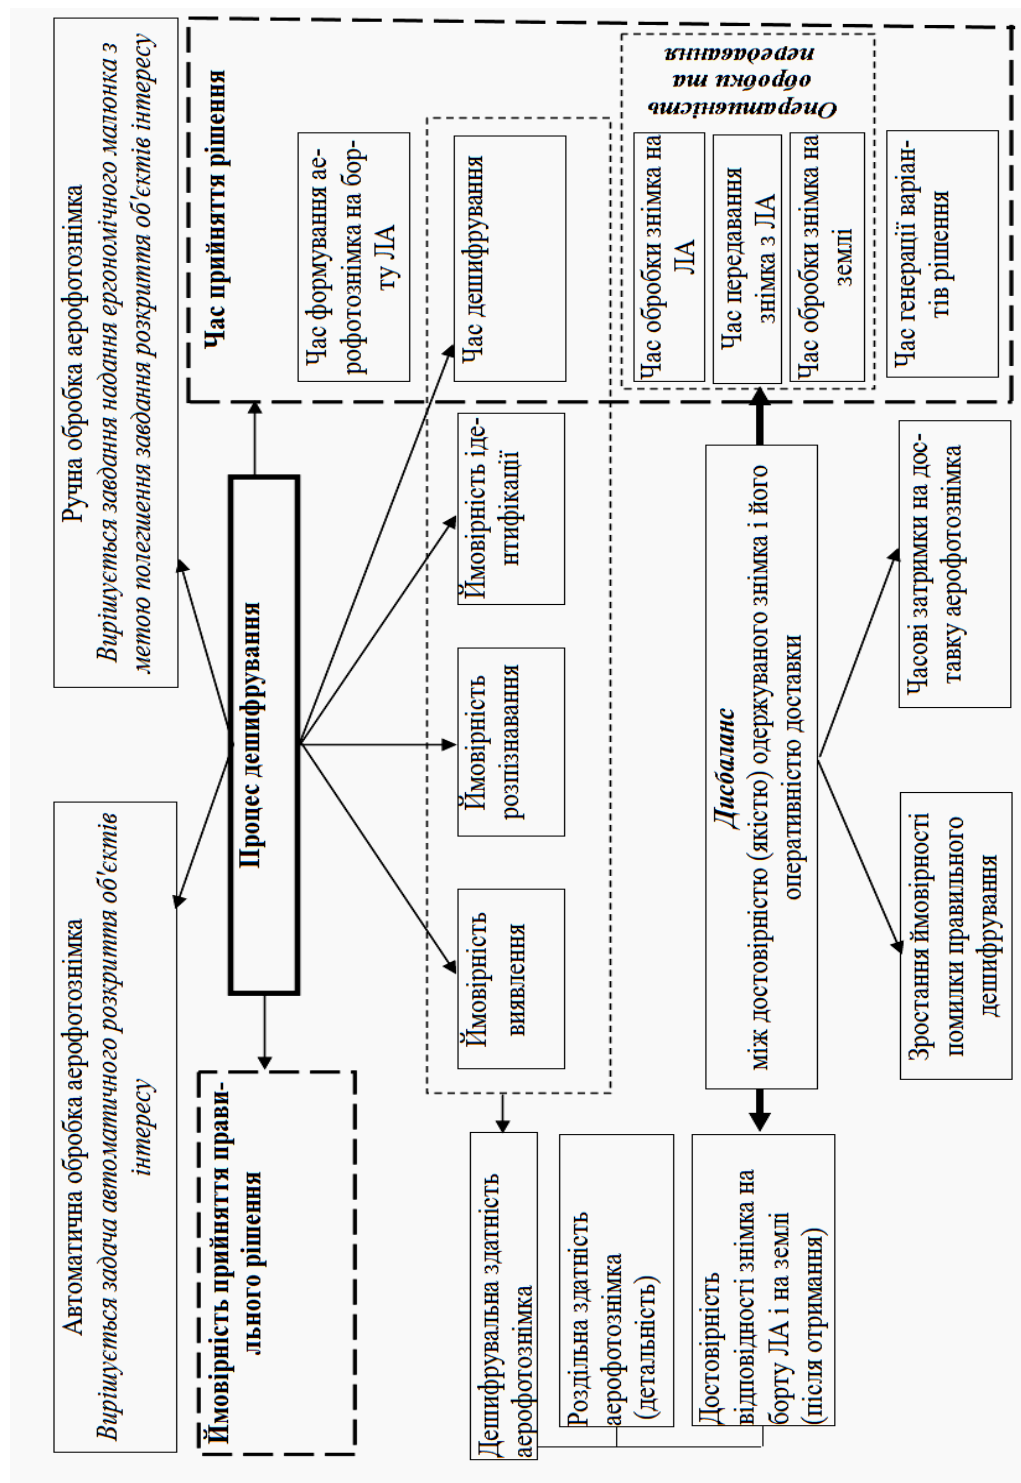 Автоматична обробка аерофотознімка
Вирішується задача автоматичного розкриття об'єктів
інтересу
Ручна обробка аерофотознімка
Вирішується завдання надання ергономічного малюнка з
метою полегшення завдання розкриття об'єктів інтересу
Ймовірність прийняття прави-
льного рішення
Процес дешифрування
Час прийняття рішення
Час формування ае-
рофотознімка на бор-
ту ЛА
Ймовірність
виявлення
Ймовірність
розпізнавання
Ймовірність іде-
нтифікації
Час дешифрування
Дешифрувальна здатність
аерофотознімка
Роздільна здатність
аерофотознімка
(детальність)
Достовірність
відповідності знімка на
борту ЛА і на землі
(після отримання)
Дисбаланс
між достовірністю (якістю) одержуваного знімка і його
оперативністю доставки
Час обробки знімка на
ЛА
Час передавання
знімка з ЛА
Час обробки знімка на
землі
Оперативність
обробки та
передавання
Зростання ймовірності
помилки правильного
дешифрування
Часові затримки на дос-
тавку аерофотознімка
Час генерації варіан-
тів рішення